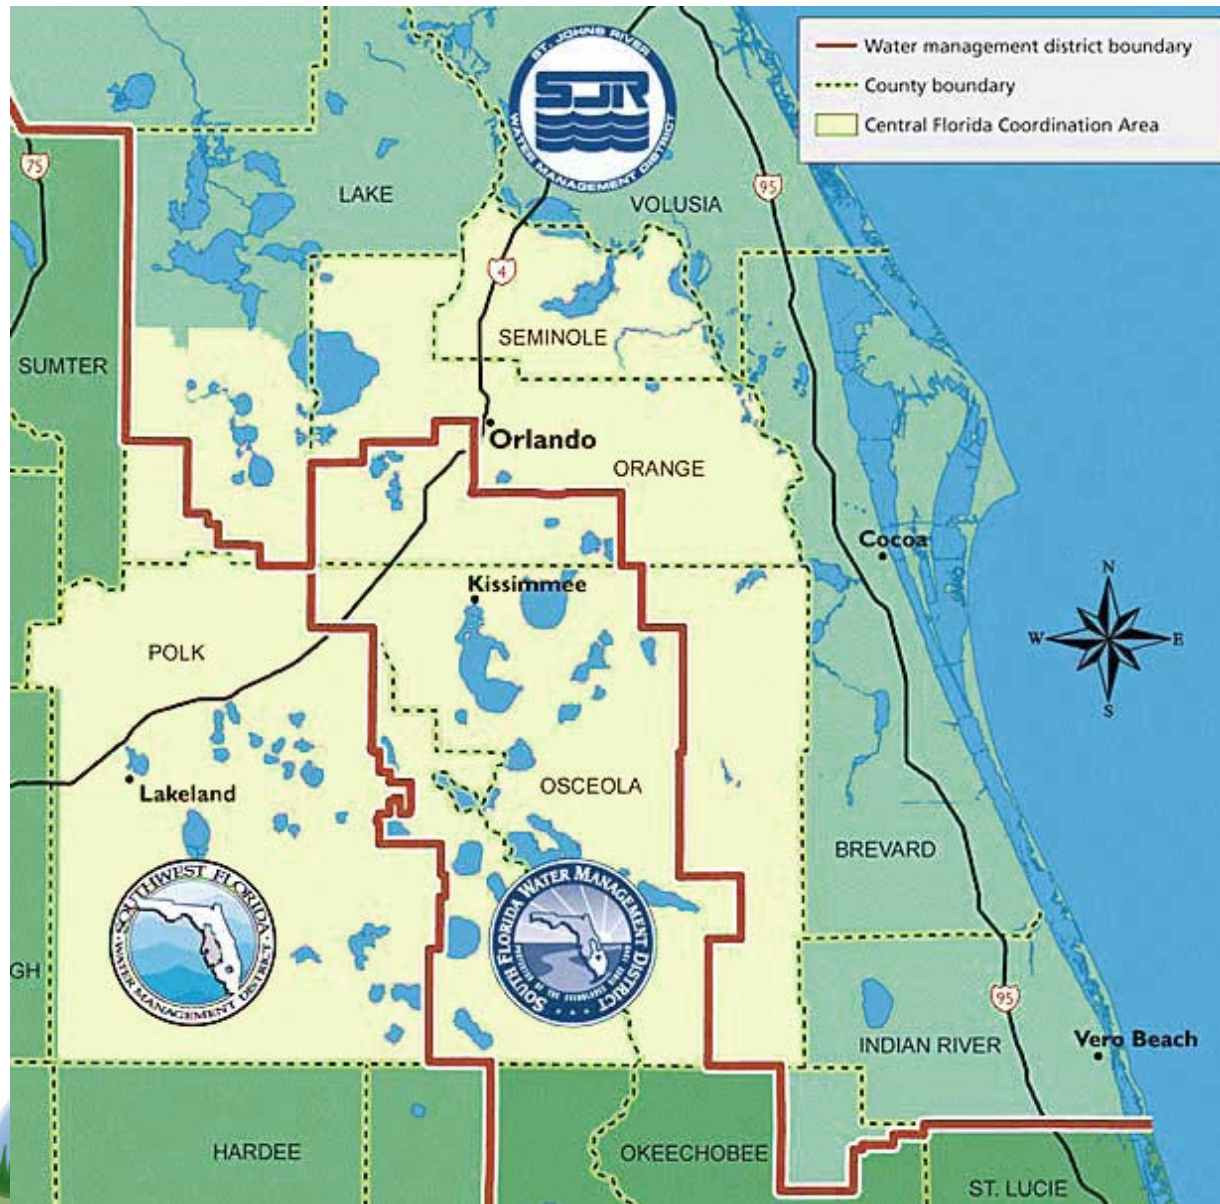 Water management district boundary
County boundary
Central Florida Coordination Area
ST. JOHNS RIVER
SJR
WATER MANAGEMENT DISTRICT
75
LAKE
VOLUSIA
95
4
SEMINOLE
SUMTER
Orlando
ORANGE
Cocoa
Kissimmee
N
W
E
S
POLK
Lakeland
OSCEOLA
BREVARD
SOUTHWEST FLORIDA
WATER MANAGEMENT DISTRICT
SOUTH FLORIDA WATER MANAGEMENT DISTRICT
GH
95
INDIAN RIVER
Vero Beach
HARDEE
OKEECHOBEE
ST. LUCIE